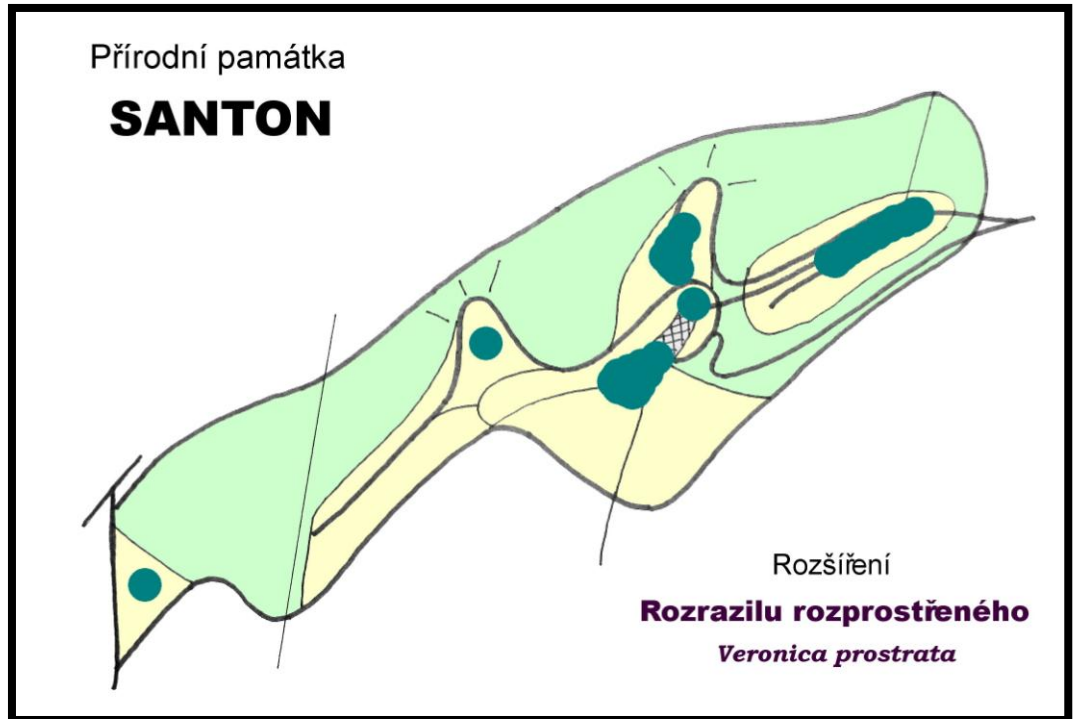 Přírodní památka
SANTON
Rozšíření
Rozrazilu rozprostřeného
Veronica prostrata